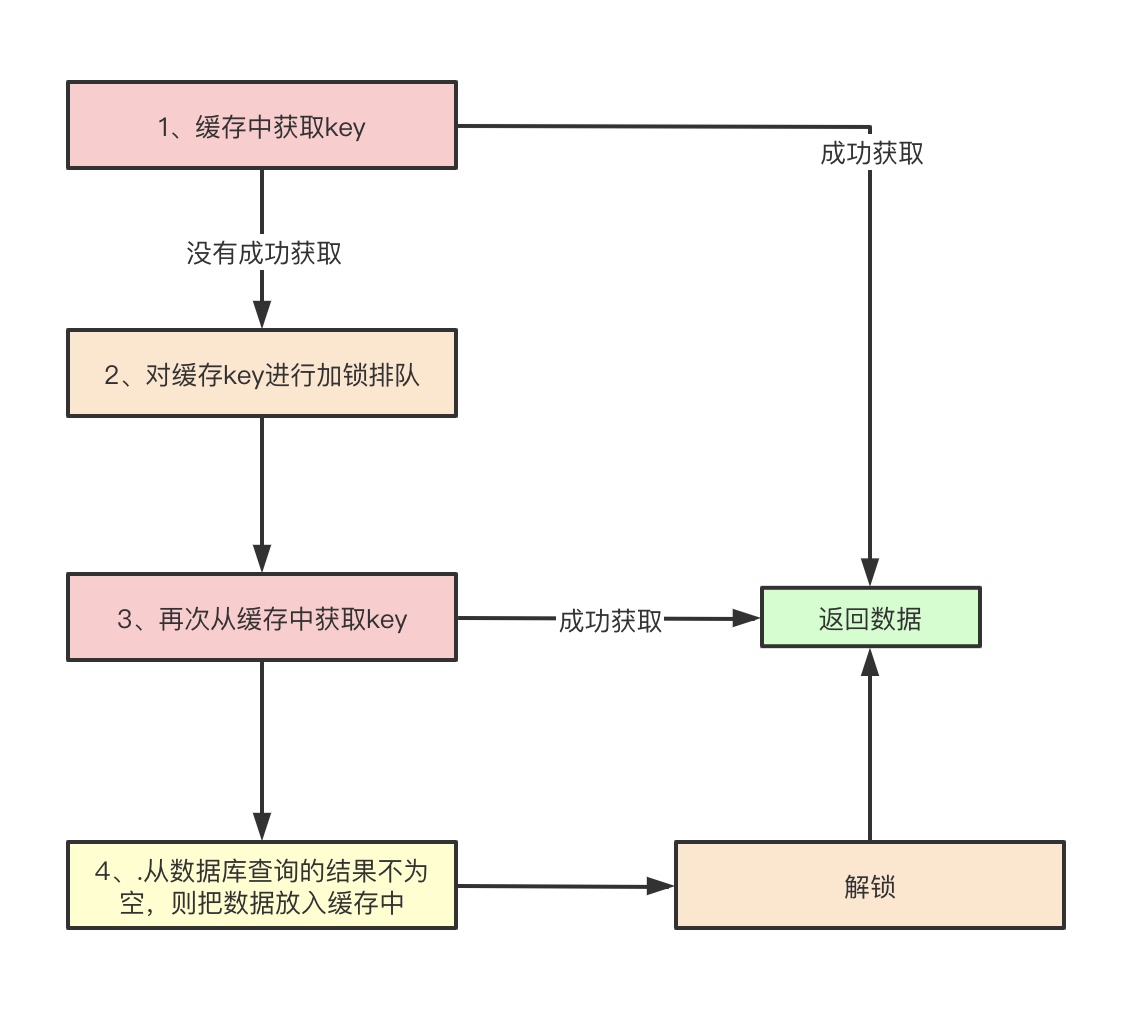 1、缓存中获取key
成功获取
没有成功获取
2、对缓存key进行加锁排队
3、再次从缓存中获取key
成功获取
返回数据
4、.从数据库查询的结果不为
空，则把数据放入缓存中
解锁